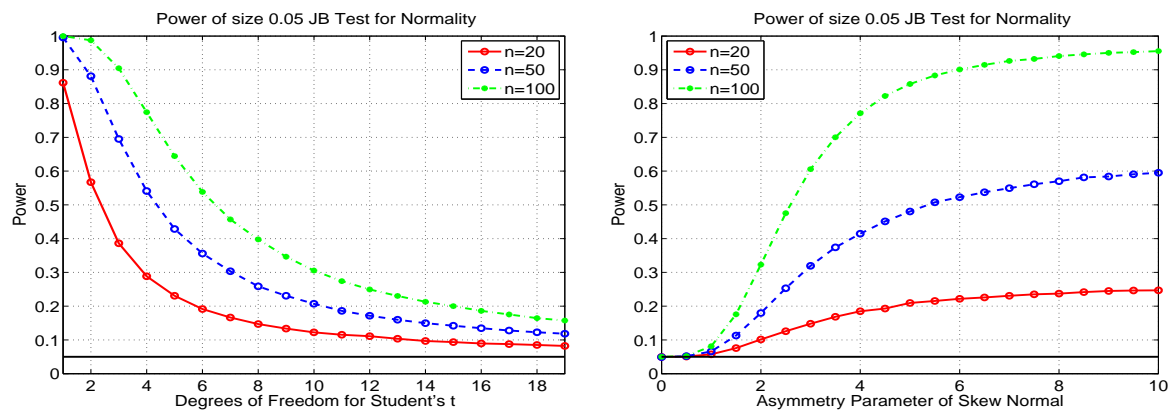 Power of size 0.05 JB Test for Normality
1
0.9
0.8
0.7
0.6
0.5
0.4
0.3
0.2
0.1
0
Power
n=20
n=50
n=100
2 4 6 8 10 12 14 16 18
Degrees of Freedom for Student's t
Power of size 0.05 JB Test for Normality
1
0.9
0.8
0.7
0.6
0.5
0.4
0.3
0.2
0.1
0
Power
n=20
n=50
n=100
0 2 4 6 8 10
Asymmetry Parameter of Skew Normal